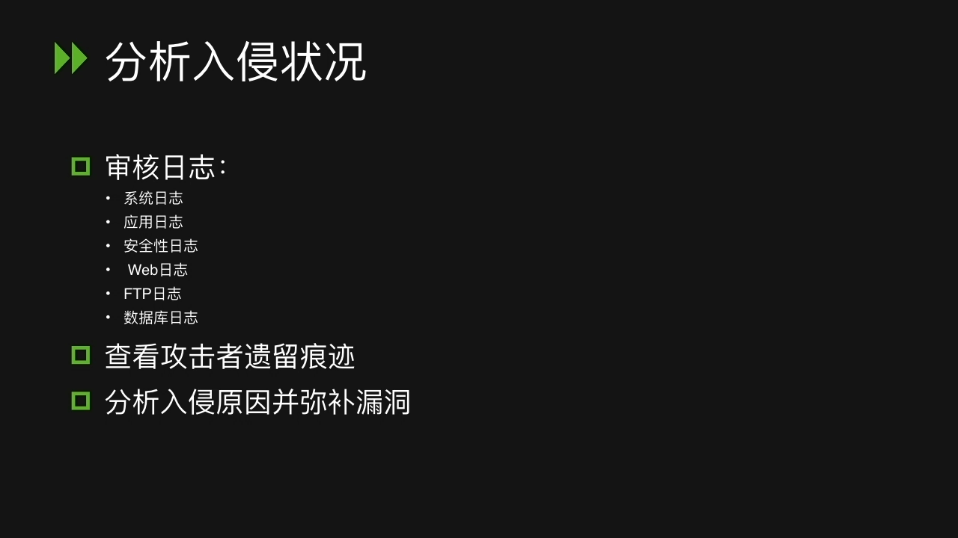 分析入侵状况
审核日志：
• 系统日志
• 应用日志
• 安全性日志
• Web日志
• FTP日志
• 数据库日志
查看攻击者遗留痕迹
分析入侵原因并弥补漏洞